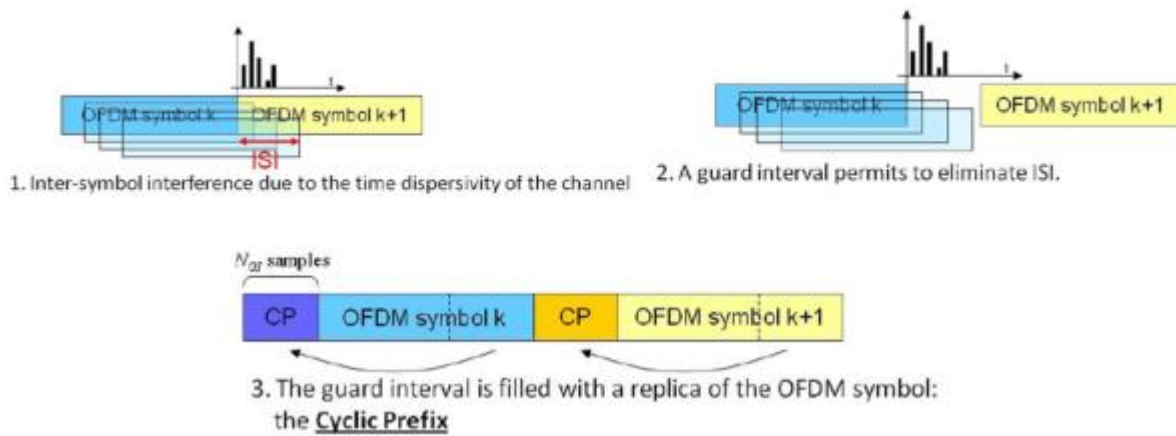 t
OFDM symbol k
OFDM symbol k+1
ISI
1. Inter-symbol interference due to the time dispersivity of the channel
t
OFDM symbol k
OFDM symbol k+1
2. A guard interval permits to eliminate ISI.
samples
CP
OFDM symbol k
CP
OFDM symbol k+1
3. The guard interval is filled with a replica of the OFDM symbol:
the Cyclic Prefix